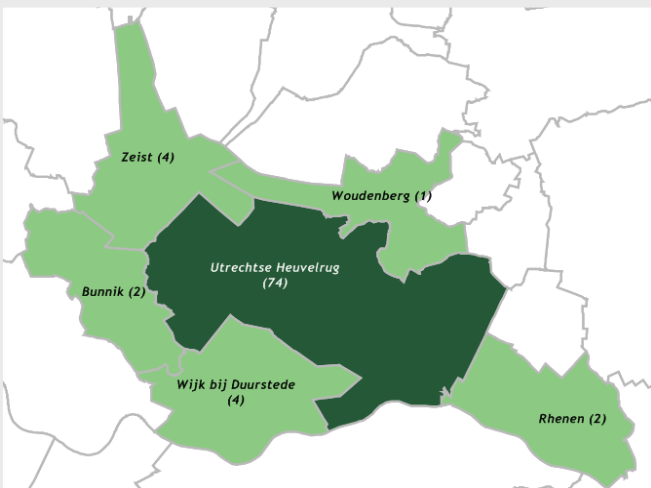 Zeist (4)
Woudenberg (1)
Utrechtse Heuvelrug
(74)
Bunnik (2)
Wijk bij Duurstede
(4)
Rhenen (2)